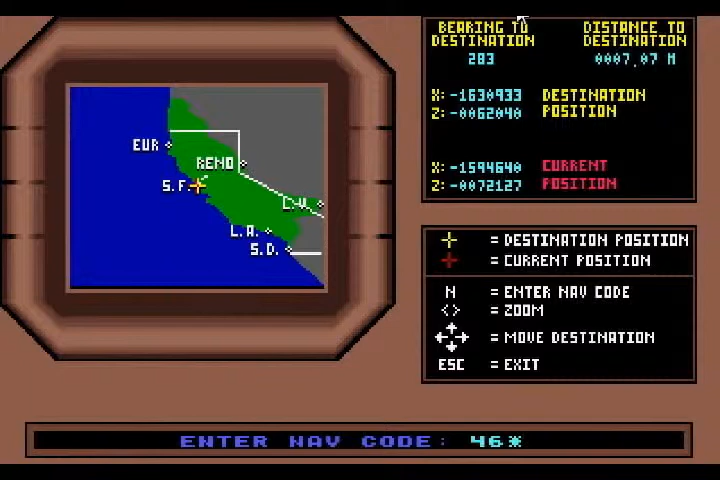 BEARING TO
DESTINATION
283
DISTANCE TO
DESTINATION
0007.07 M
X:-1630933 DESTINATION
Z:-0062040 POSITION
X:-1594640 CURRENT
Z:-0072127 POSITION
EUR
RENO
S.F.
L.V.
L.A.
S.D.
= DESTINATION POSITION
= CURRENT POSITION
N = ENTER NAV CODE
<> = ZOOM
= MOVE DESTINATION
ESC = EXIT
ENTER NAV CODE: 46*